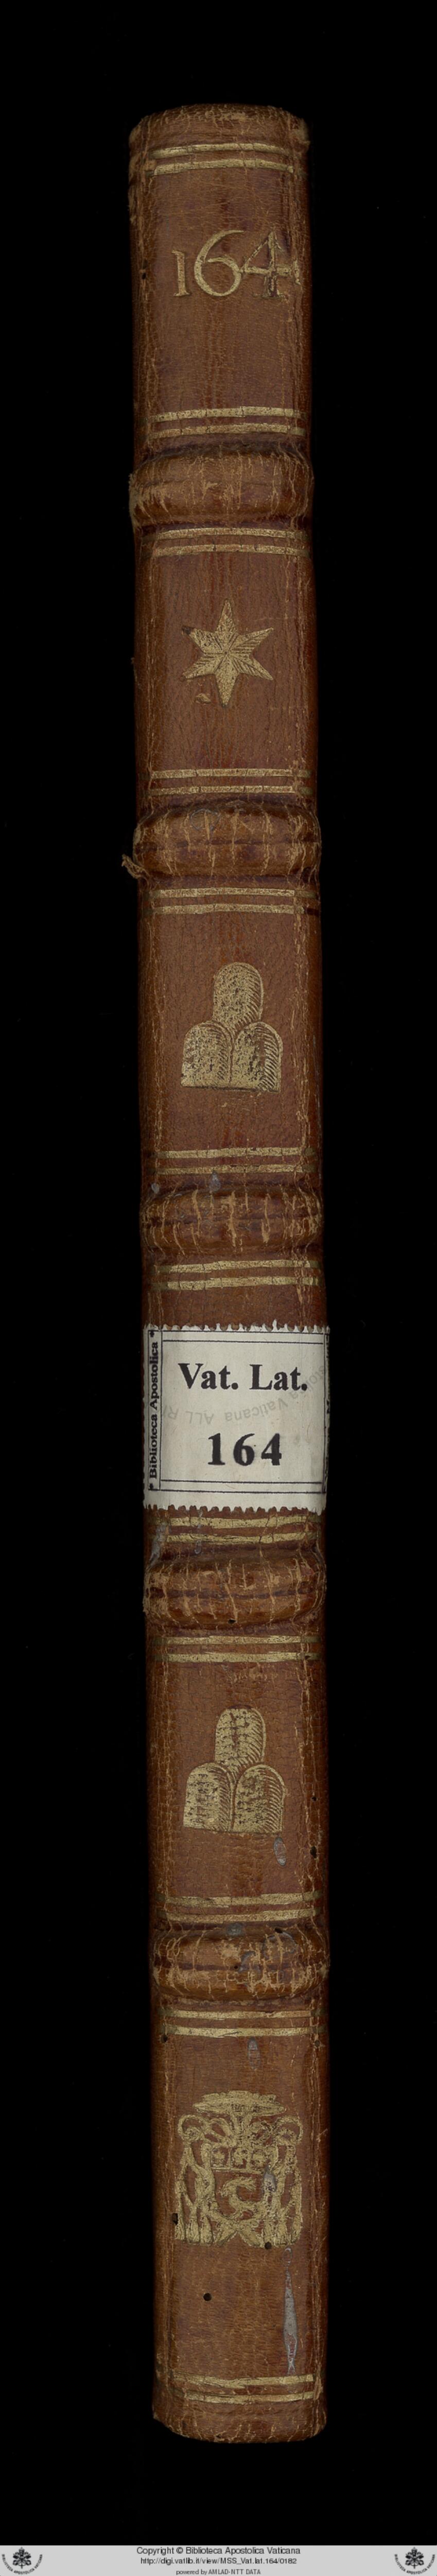 164
Biblioteca Apostolica
Vat. Lat.
164
Copyright © Biblioteca Apostolica Vaticana
http://digi.vatlib.it/view/MSS_Vat.lat.164/0182
powered by AMLAD-NTT DATA